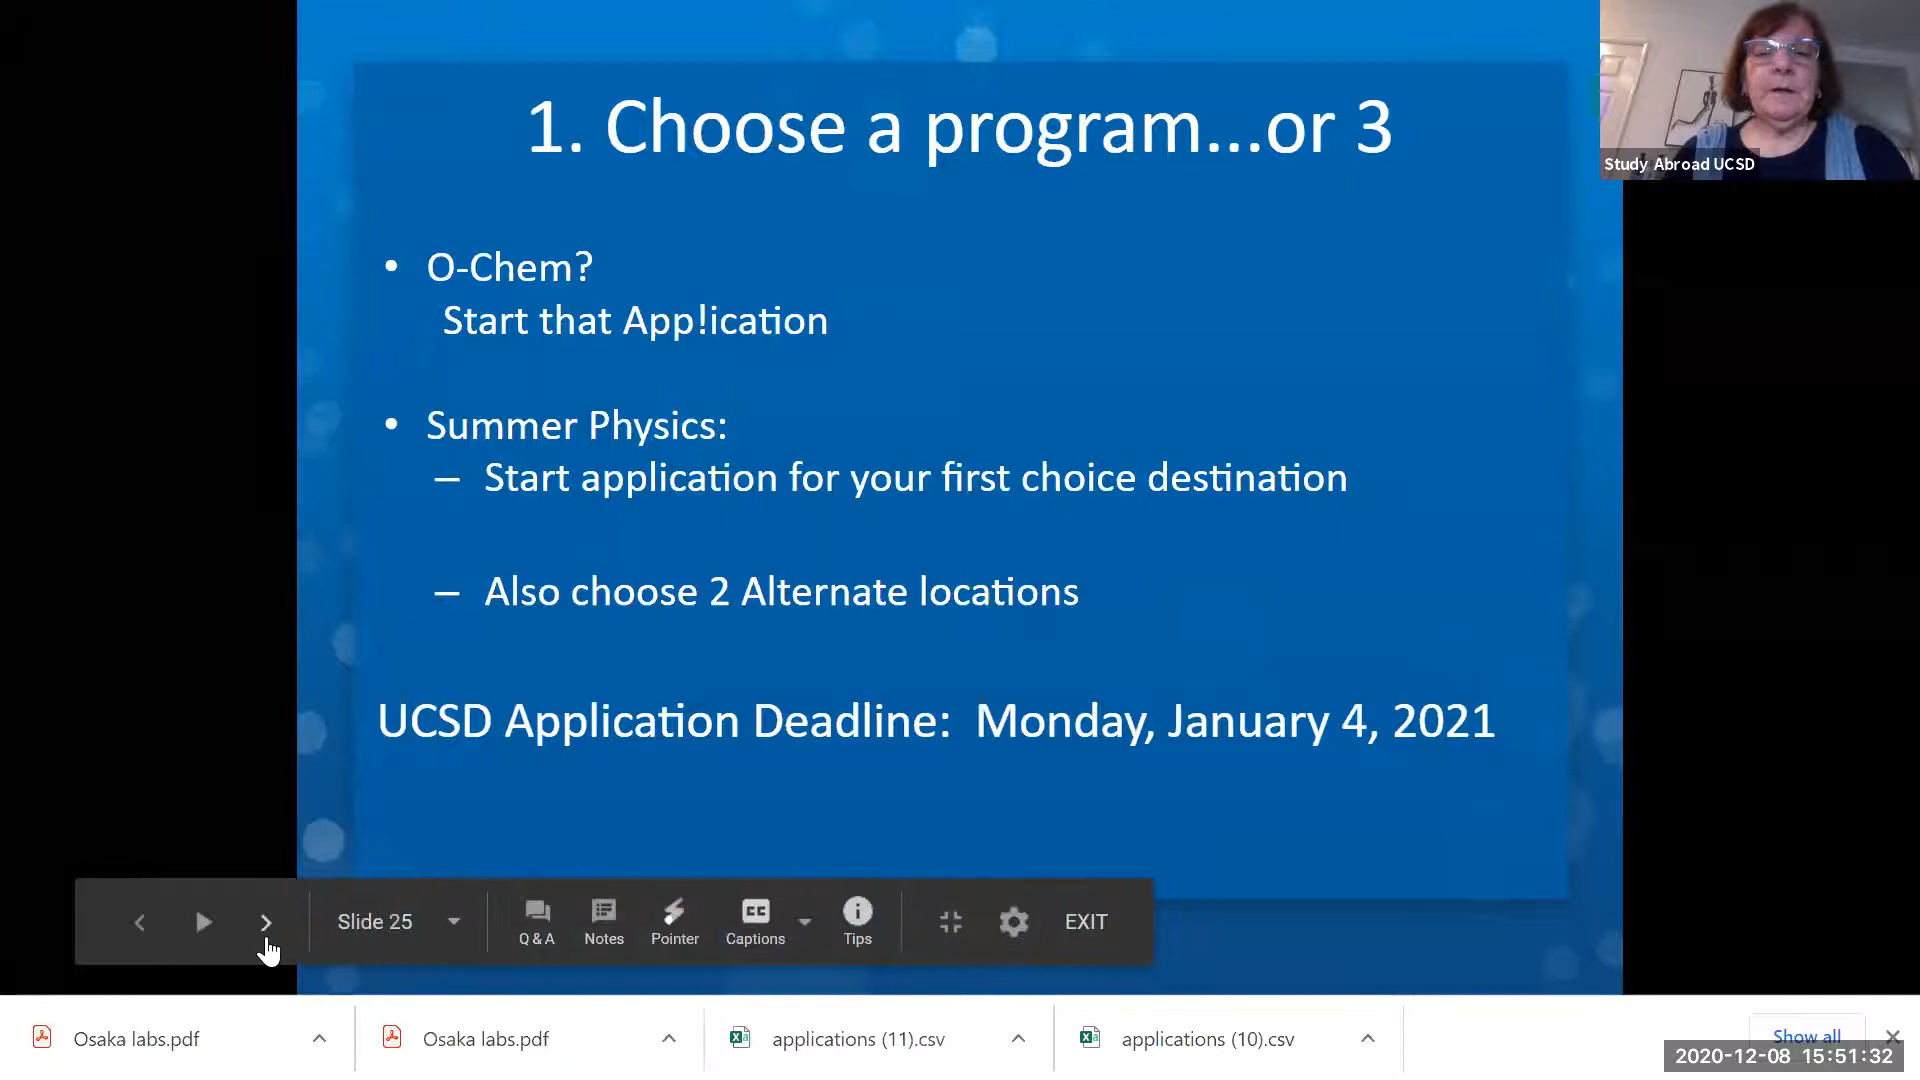 1. Choose a program...or 3
Study Abroad UCSD
• O-Chem?
Start that App!ication
• Summer Physics:
– Start application for your first choice destination
– Also choose 2 Alternate locations
UCSD Application Deadline: Monday, January 4, 2021
Slide 25
Q & A
Notes
Pointer
Captions
Tips
EXIT
Osaka labs.pdf
Osaka labs.pdf
applications (11).csv
applications (10).csv
Show all
2020-12-08 15:51:32